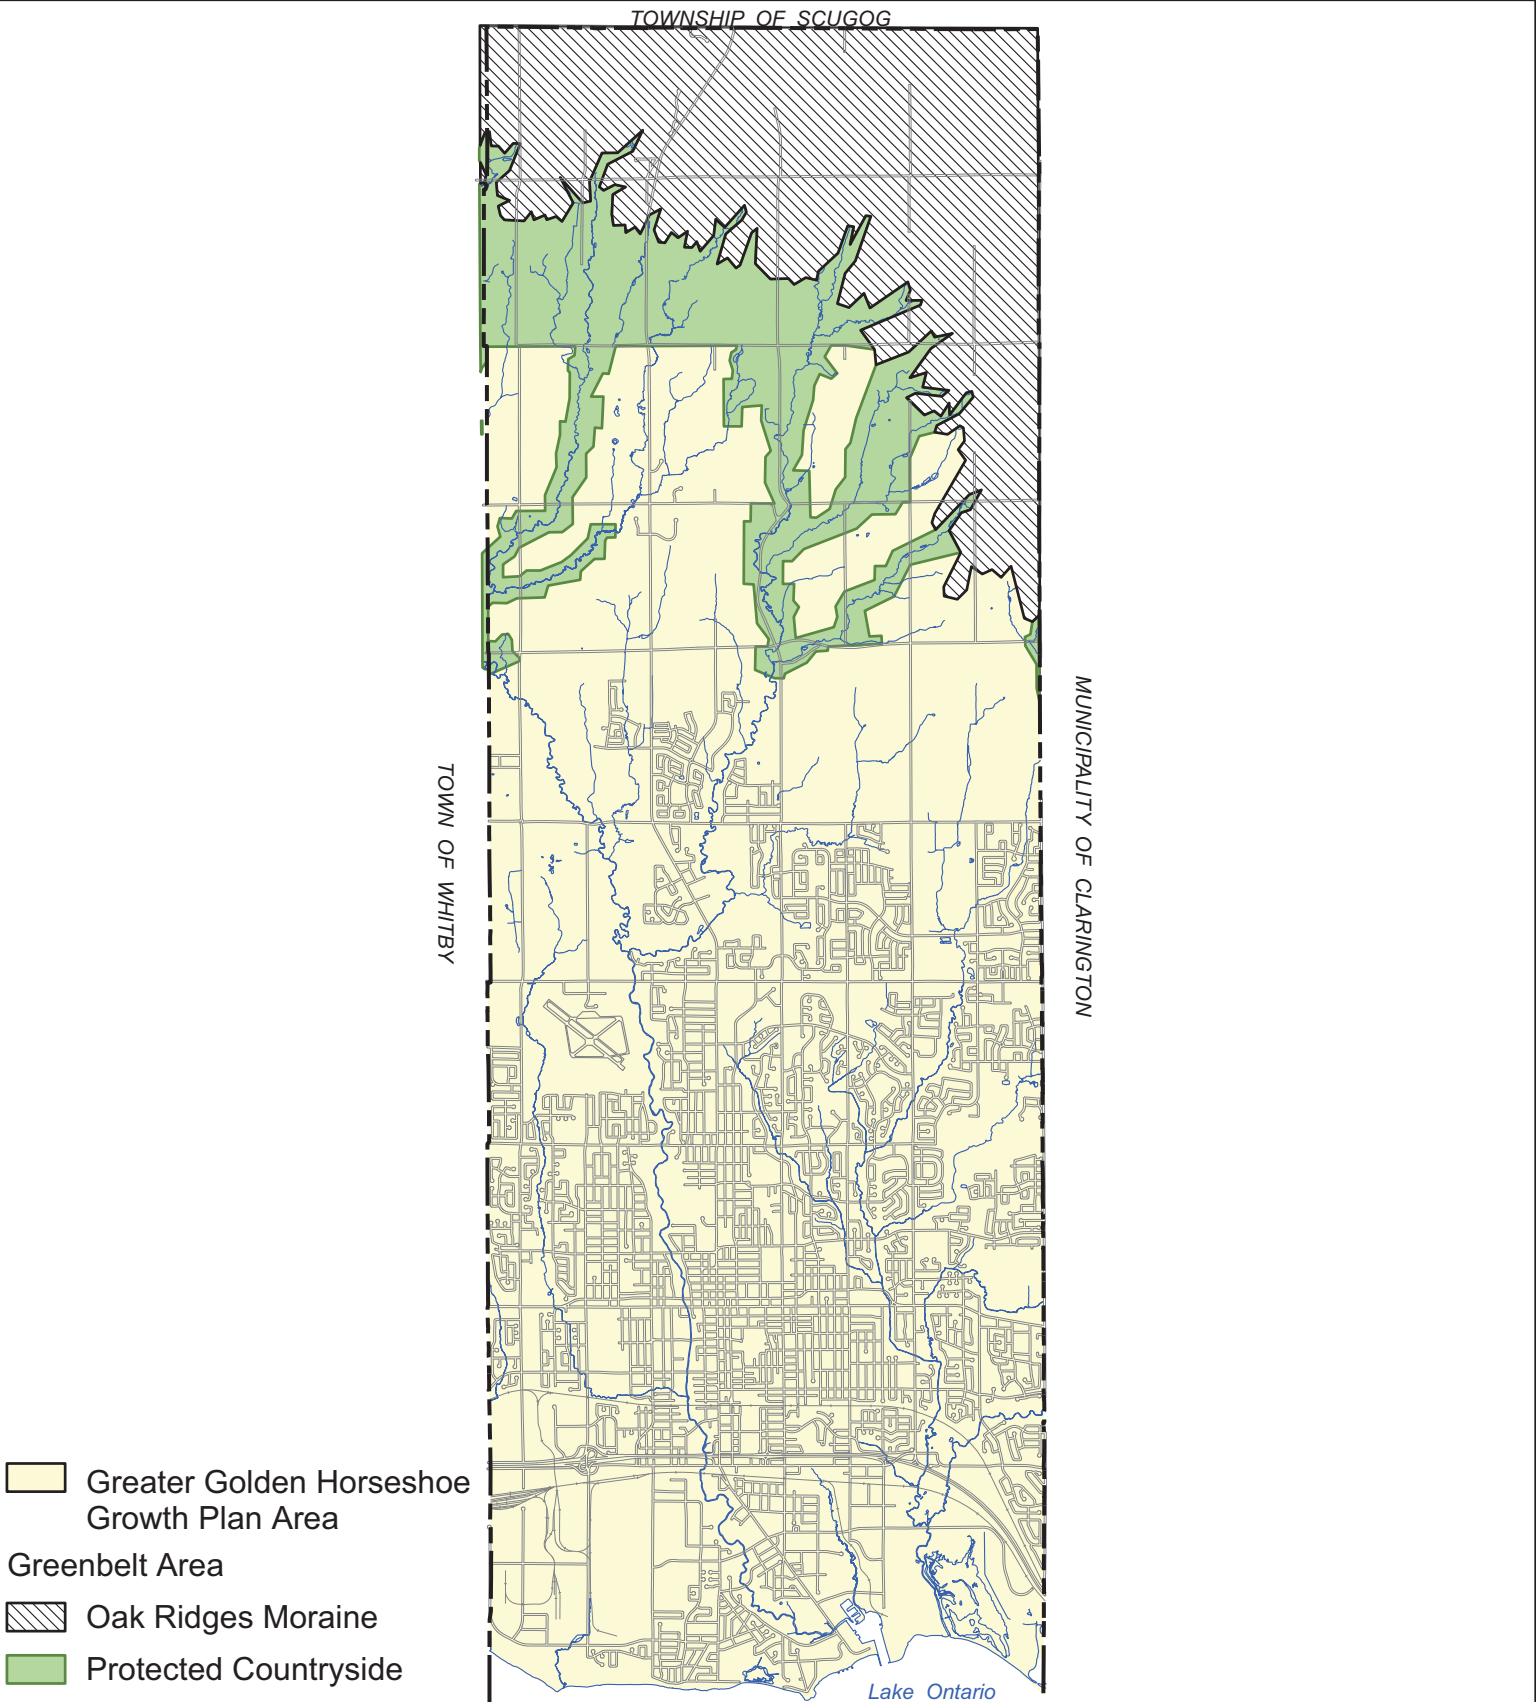 TOWNSHIP OF SCUGOG
TOWN OF WHITBY
MUNICIPALITY OF CLARINGTON
Greater Golden Horseshoe
Growth Plan Area
Greenbelt Area
Oak Ridges Moraine
Protected Countryside
Lake Ontario